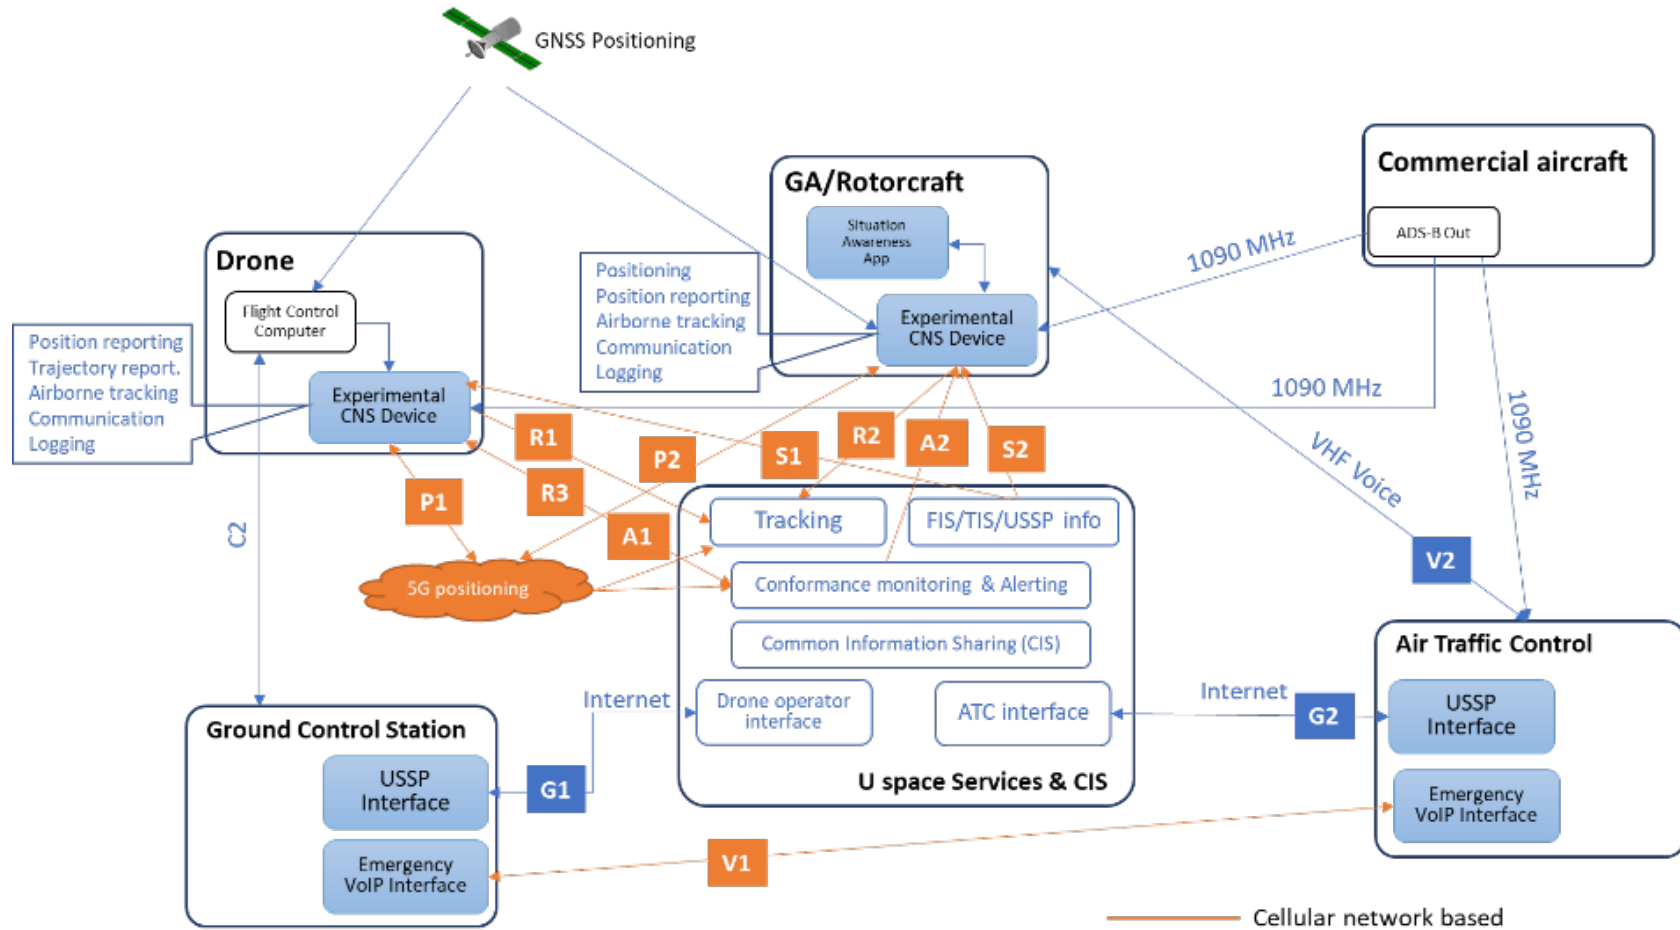 GNSS Positioning
Commercial aircraft
ADS-B Out
GA/Rotorcraft
Situation
Awareness
App
Experimental
CNS Device
Positioning
Position reporting
Airborne tracking
Communication
Logging
1090 MHz
1090 MHz
1090 MHz
VHF Voice
Drone
Flight Control
Computer
Experimental
CNS Device
Position reporting
Trajectory report.
Airborne tracking
Communication
Logging
R1
R3
P1
P2
S1
R2
A2
S2
A1
V2
C2
5G positioning
Tracking
FIS/TIS/USSP info
Conformance monitoring & Alerting
Common Information Sharing (CIS)
Drone operator
interface
ATC interface
U space Services & CIS
Internet
G1
Internet
G2
Air Traffic Control
USSP
Interface
Emergency
VoIP Interface
Ground Control Station
USSP
Interface
Emergency
VoIP Interface
V1
Cellular network based